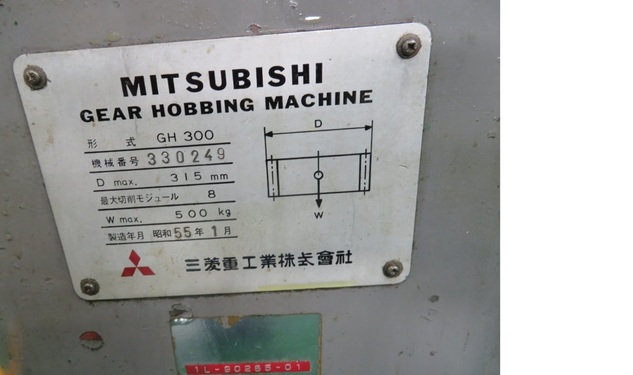 MITSUBISHI
GEAR HOBBING MACHINE
形 式 GH 300
機械番号 330249
D max. 315 mm
最大切削モジュール 8
W max. 500 kg
製造年月 昭和 55 年 1 月
D
W
三菱重工業株式會社
1L-90265-01